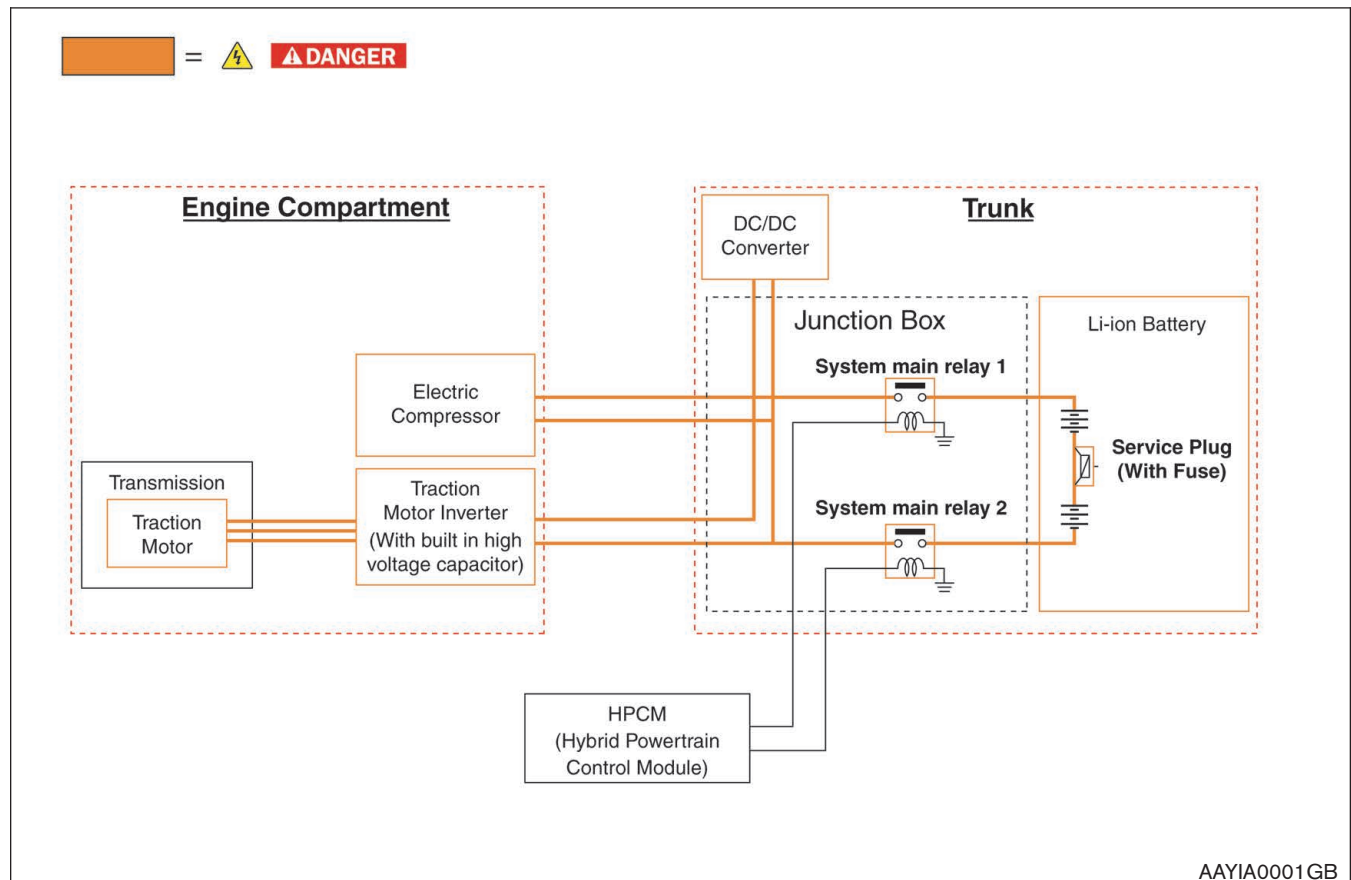 = DANGER
Engine Compartment
Trunk
DC/DC
Converter
Junction Box
Li-ion Battery
System main relay 1
Electric
Compressor
Service Plug
(With Fuse)
Transmission
Traction
Motor
Traction
Motor Inverter
(With built in high
voltage capacitor)
System main relay 2
HPCM
(Hybrid Powertrain
Control Module)
AAYIA0001GB